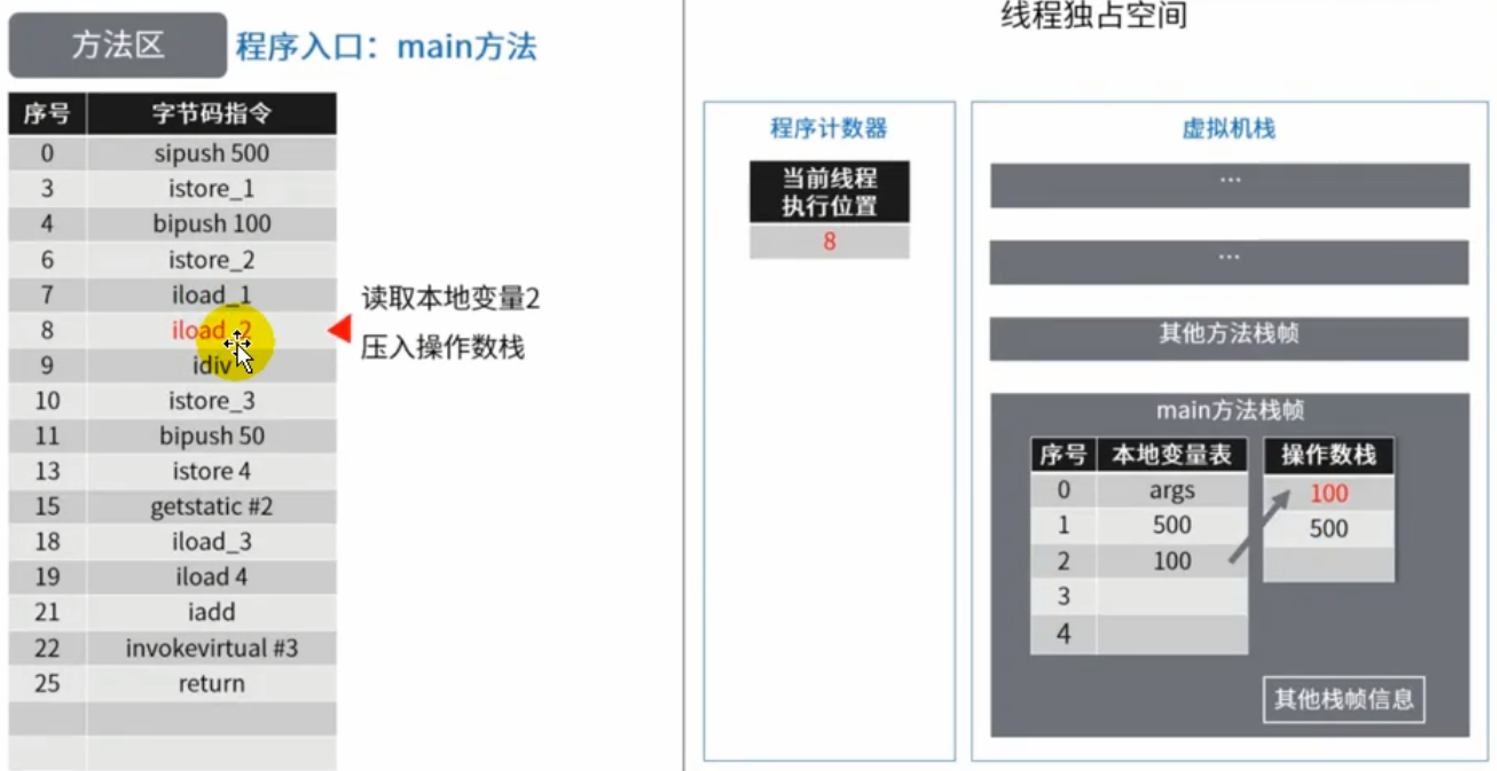 方法区 程序入口：main方法
序号 字节码指令
0 sipush 500
3 istore_1
4 bipush 100
6 istore_2
7 iload_1
8 iload_2
9 idiv
10 istore_3
11 bipush 50
13 istore 4
15 getstatic #2
18 iload_3
19 iload 4
21 iadd
22 invokevirtual #3
25 return
读取本地变量2
压入操作数栈
线程独占空间
程序计数器
当前线程
执行位置
8
虚拟机栈
...
...
其他方法栈帧
main方法栈帧
序号 本地变量表
0 args
1 500
2 100
3
4
操作数栈
100
500
其他栈帧信息